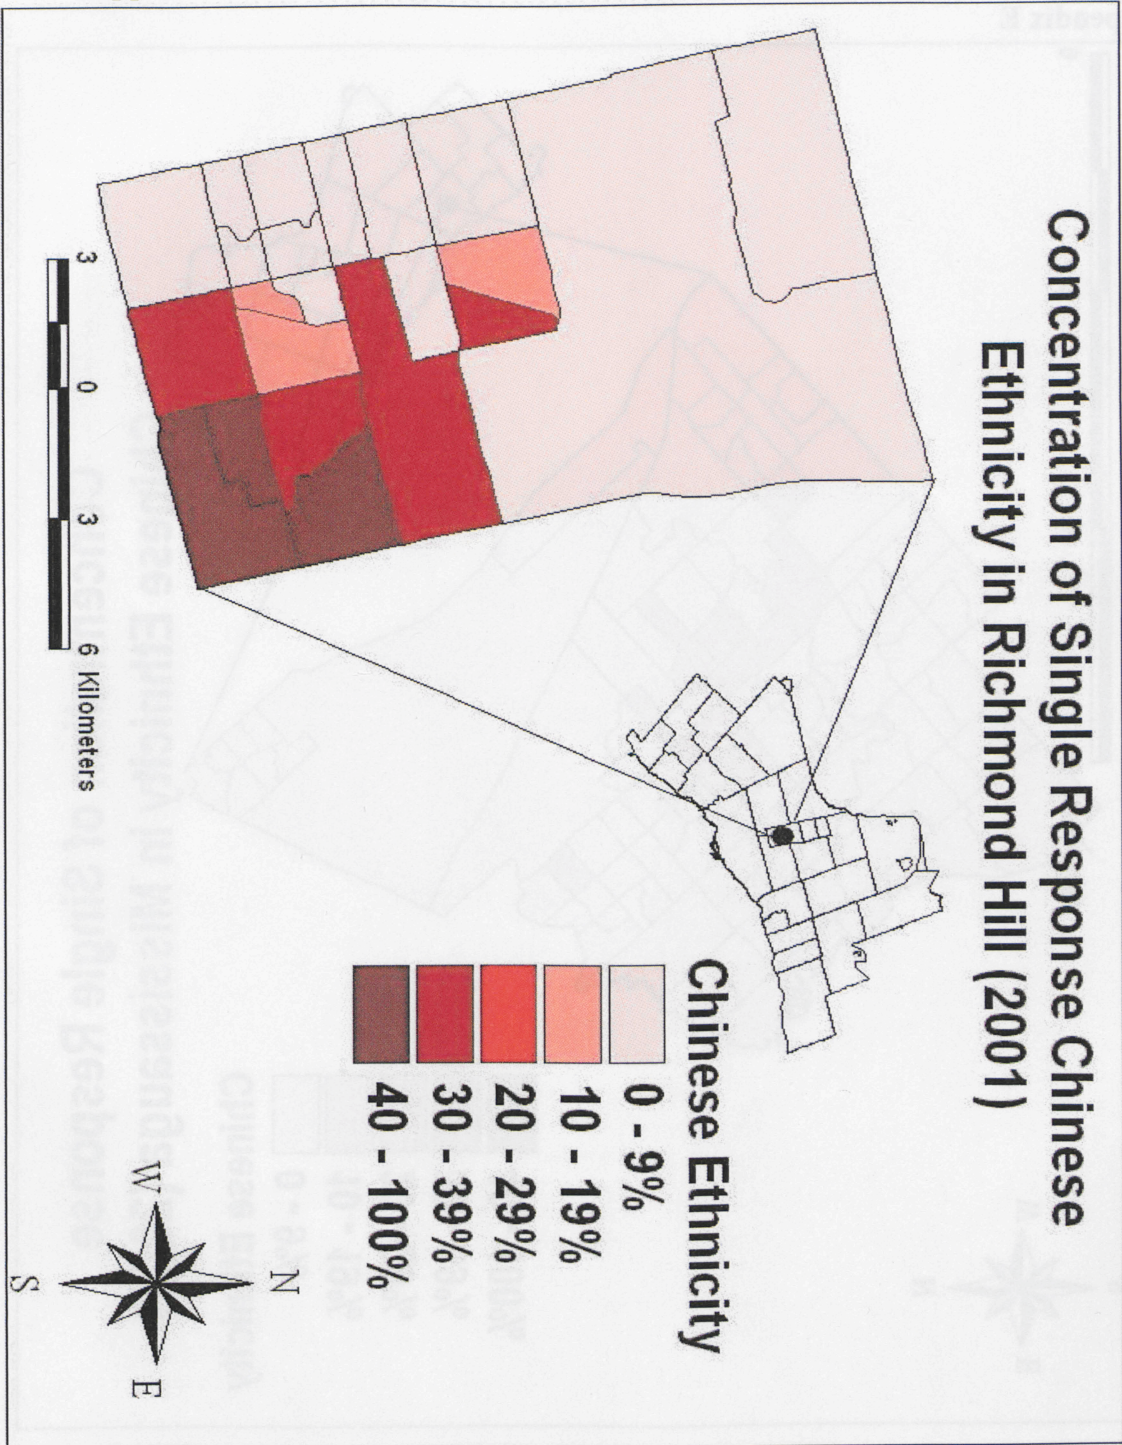 Concentration of Single Response Chinese
Ethnicity in Richmond Hill (2001)
Chinese Ethnicity
0 - 9%
10 - 19%
20 - 29%
30 - 39%
40 - 100%
3 0 3 6 Kilometers
N
W E
S